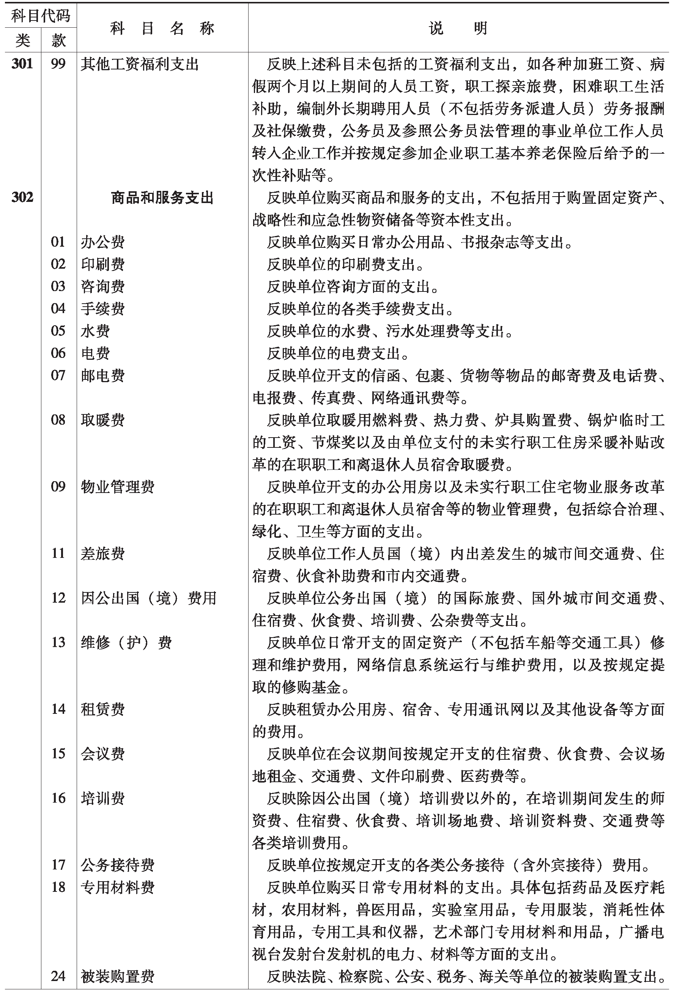 科目代码
科 目 名 称
说 明
类 款
301 99 其他工资福利支出 反映上述科目未包括的工资福利支出，如各种加班工资、病
假两个月以上期间的人员工资，职工探亲旅费，困难职工生活
补助，编制外长期聘用人员（不包括劳务派遣人员）劳务报酬
及社保缴费，公务员及参照公务员法管理的事业单位工作人员
转入企业工作并按规定参加企业职工基本养老保险后给予的一
次性补贴等。
302 商品和服务支出 反映单位购买商品和服务的支出，不包括用于购置固定资产、
战略性和应急性物资储备等资本性支出。
01 办公费 反映单位购买日常办公用品、书报杂志等支出。
02 印刷费 反映单位的印刷费支出。
03 咨询费 反映单位咨询方面的支出。
04 手续费 反映单位的各类手续费支出。
05 水费 反映单位的水费、污水处理费等支出。
06 电费 反映单位的电费支出。
07 邮电费 反映单位开支的信函、包裹、货物等物品的邮寄费及电话费、
电报费、传真费、网络通讯费等。
08 取暖费 反映单位取暖用燃料费、热力费、炉具购置费、锅炉临时工
的工资、节煤奖以及由单位支付的未实行职工住房采暖补贴改
革的在职职工和离退休人员宿舍取暖费。
09 物业管理费 反映单位开支的办公用房以及未实行职工住宅物业服务改革
的在职职工和离退休人员宿舍等的物业管理费，包括综合治理、
绿化、卫生等方面的支出。
11 差旅费 反映单位工作人员国（境）内出差发生的城市间交通费、住
宿费、伙食补助费和市内交通费。
12 因公出国（境）费用 反映单位公务出国（境）的国际旅费、国外城市间交通费、
住宿费、伙食费、培训费、公杂费等支出。
13 维修（护）费 反映单位日常开支的固定资产（不包括车船等交通工具）修
理和维护费用，网络信息系统运行与维护费用，以及按规定提
取的修购基金。
14 租赁费 反映租赁办公用房、宿舍、专用通讯网以及其他设备等方面
的费用。
15 会议费 反映单位在会议期间按规定开支的住宿费、伙食费、会议场
地租金、交通费、文件印刷费、医药费等。
16 培训费 反映除因公出国（境）培训费以外的，在培训期间发生的师
资费、住宿费、伙食费、培训场地费、培训资料费、交通费等
各类培训费用。
17 公务接待费 反映单位按规定开支的各类公务接待（含外宾接待）费用。
18 专用材料费 反映单位购买日常专用材料的支出。具体包括药品及医疗耗
材，农用材料，兽医用品，实验室用品，专用服装，消耗性体
育用品，专用工具和仪器，艺术部门专用材料和用品，广播电
视台发射台发射机的电力、材料等方面的支出。
24 被装购置费 反映法院、检察院、公安、税务、海关等单位的被装购置支出。